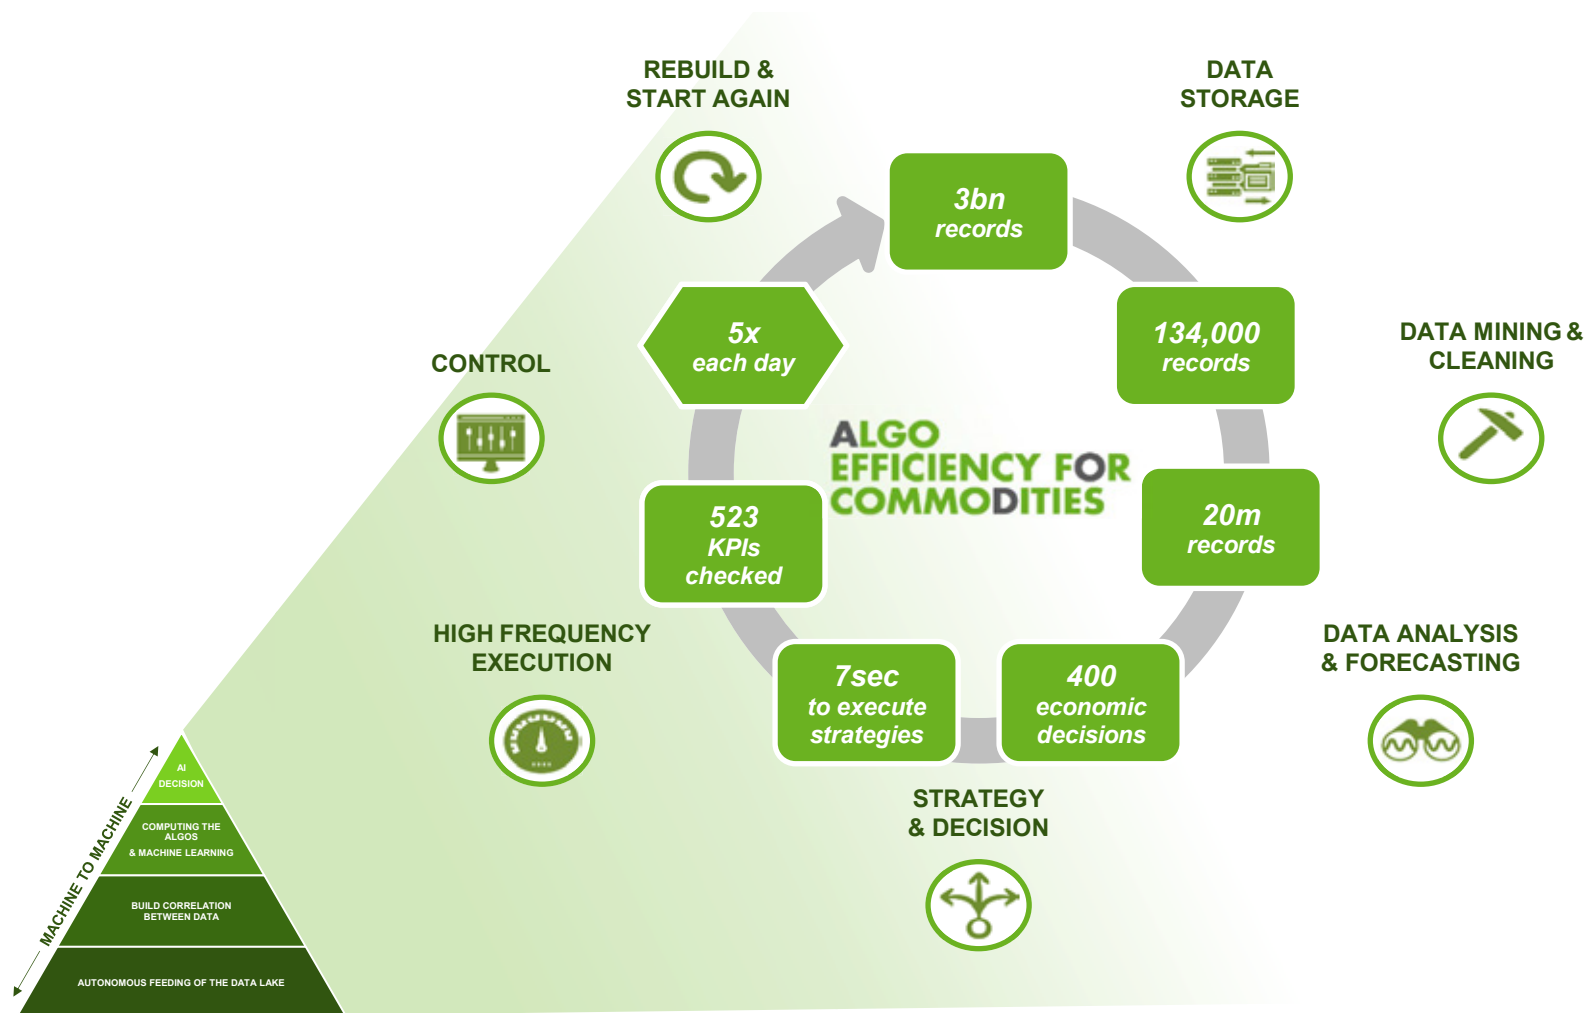 REBUILD &
START AGAIN
DATA
STORAGE
3bn
records
5x
each day
134,000
records
DATA MINING &
CLEANING
CONTROL
ALGO
EFFICIENCY FOR
COMMODITIES
523
KPIs
checked
20m
records
HIGH FREQUENCY
EXECUTION
7sec
to execute
strategies
400
economic
decisions
DATA ANALYSIS
& FORECASTING
STRATEGY
& DECISION
MACHINE TO MACHINE
AI
DECISION
COMPUTING THE
ALGOS
& MACHINE LEARNING
BUILD CORRELATION
BETWEEN DATA
AUTONOMOUS FEEDING OF THE DATA LAKE